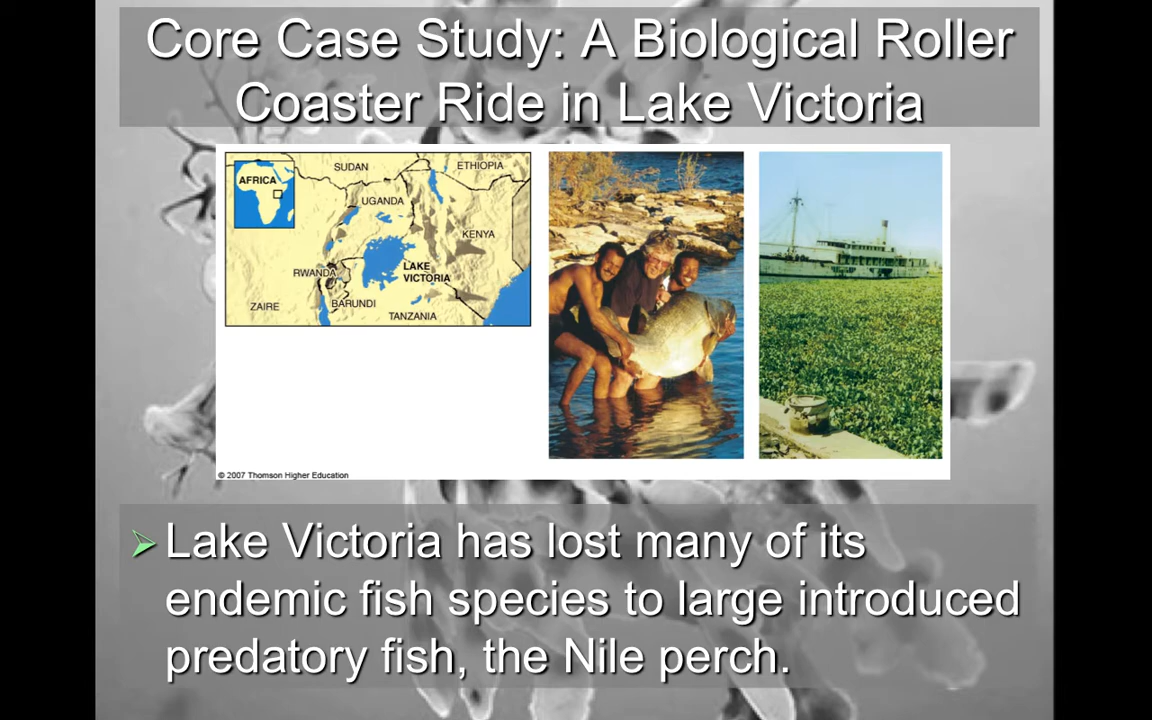 Core Case Study: A Biological Roller
Coaster Ride in Lake Victoria
SUDAN
ETHIOPIA
AFRICA
UGANDA
KENYA
RWANDA
LAKE
VICTORIA
ZAIRE
BARUNDI
TANZANIA
© 2007 Thomson Higher Education
Lake Victoria has lost many of its
endemic fish species to large introduced
predatory fish, the Nile perch.